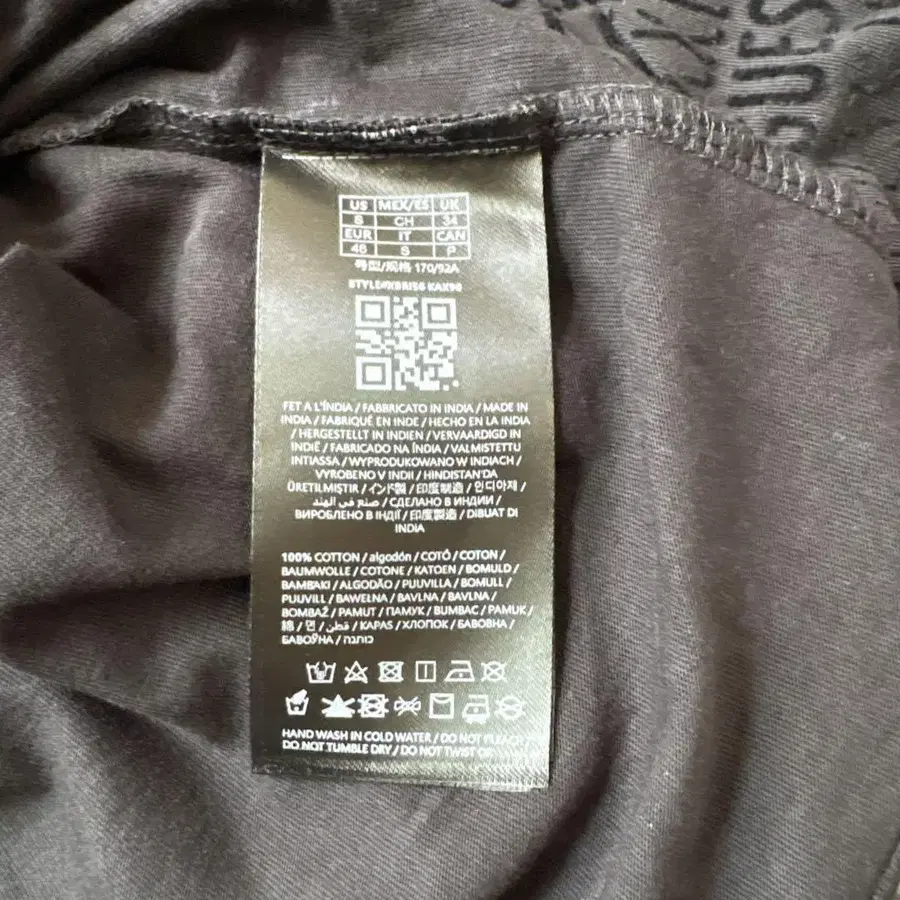 QUES
US MEX/ES UK
S CH 34
EUR IT CAN
46 S P
号型/规格 170/92A
FET A L'ÍNDIA / FABBRICATO IN INDIA / MADE IN
INDIA / FABRIQUÉ EN INDE / HECHO EN LA INDIA
/ HERGESTELLT IN INDIEN / VERVAARDIGD IN
INDIË / FABRICADO NA ÍNDIA / VALMISTETTU
INTIASSA / WYPRODUKOWANO W INDIACH /
VYROBENO V INDII / HINDISTAN'DA
ÜRETILMIŞTIR / インド製 / 印度制造 / 인디아제 /
صنع في الهند / СДЕЛАНО В ИНДИИ /
ВИРОБЛЕНО В ІНДІЇ / 印度製造 / DIBUAT DI
INDIA
100% COTTON / algodón / COTÓ / COTON /
BAUMWOLLE / COTONE / KATOEN / BOMULD /
BAMBAKI / ALGODÃO / PUUVILLA / BOMULL /
PUUVILL / BAWEŁNA / BAVLNA / BAVLNA /
BOMBAŽ / PAMUT / ПАМУК / BUMBAC / PAMUK /
綿 / 면 / قطن / KAPAS / ХЛОПОК / БАВОВНА /
БАВОЎНА / כותנה
HAND WASH IN COLD WATER / DO NOT BLEACH /
DO NOT TUMBLE DRY / DO NOT TWIST OR